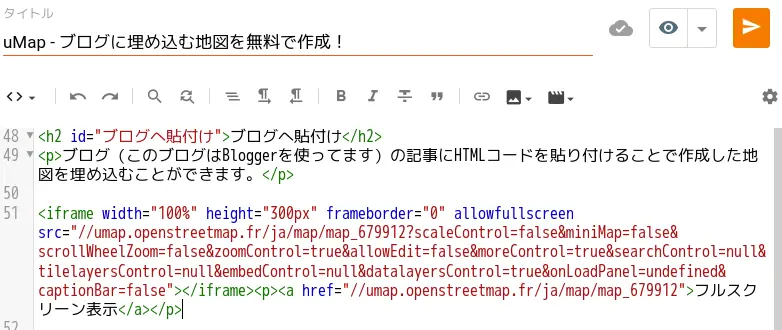 タイトル
uMap - ブログに埋め込む地図を無料で作成！
<> B I
48 <h2 id="ブログへ貼付け">ブログへ貼付け</h2>
49 <p>ブログ（このブログはBloggerを使ってます）の記事にHTMLコードを貼り付けることで作成した地
図を埋め込むことができます。</p>
50
51 <iframe width="100%" height="300px" frameborder="0" allowfullscreen
src="//umap.openstreetmap.fr/ja/map/map_679912?scaleControl=false&miniMap=false&
scrollWheelZoom=false&zoomControl=true&allowEdit=false&moreControl=true&searchControl=null&
tilelayersControl=null&embedControl=null&datalayersControl=true&onLoadPanel=undefined&
captionBar=false"></iframe><p><a href="//umap.openstreetmap.fr/ja/map/map_679912">フルスク
リーン表示</a></p>
52